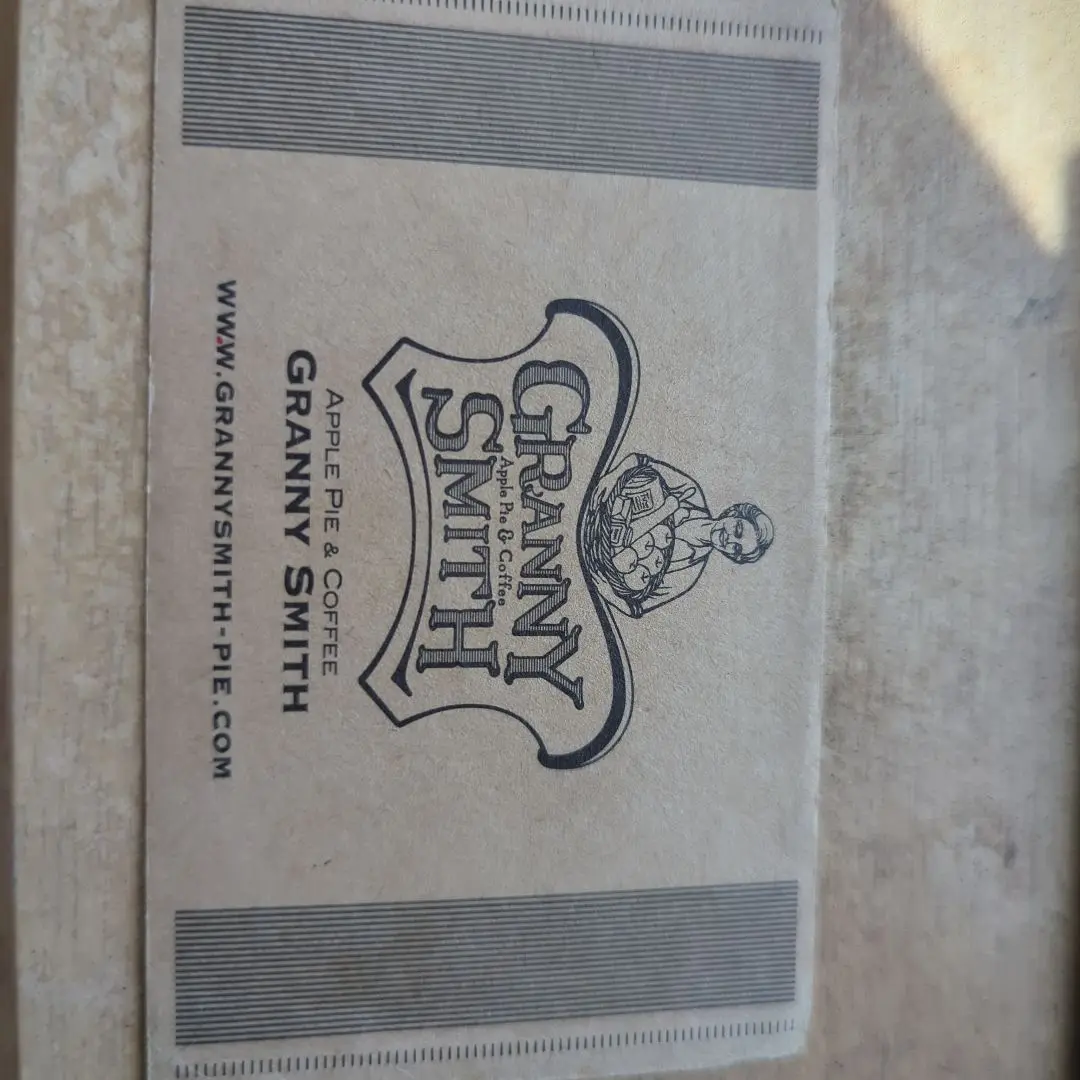 GRANNY
Apple Pie & Coffee
SMITH
APPLE PIE & COFFEE
GRANNY SMITH
WWW.GRANNYSMITH-PIE.COM